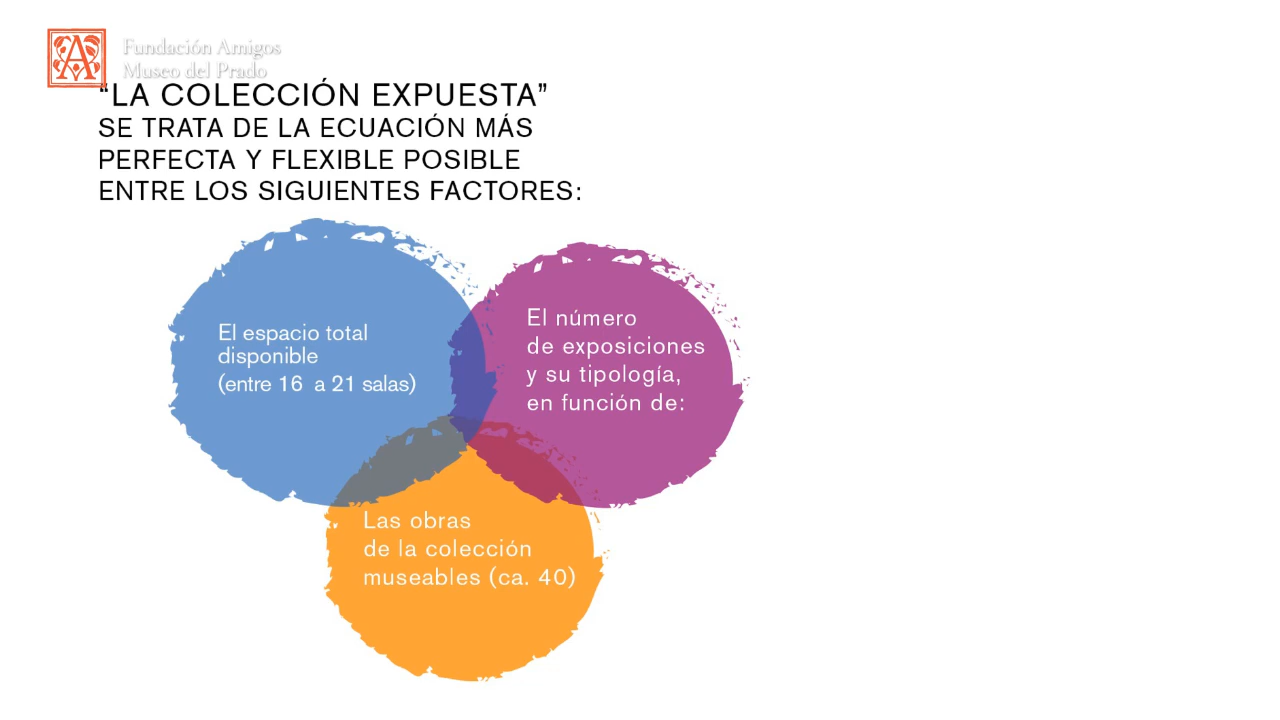 Fundación Amigos
Museo del Prado
“LA COLECCIÓN EXPUESTA”
SE TRATA DE LA ECUACIÓN MÁS
PERFECTA Y FLEXIBLE POSIBLE
ENTRE LOS SIGUIENTES FACTORES:
El espacio total
disponible
(entre 16 a 21 salas)
El número
de exposiciones
y su tipología,
en función de:
Las obras
de la colección
museables (ca. 40)